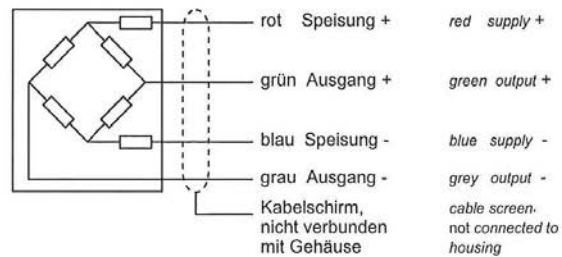 rot Speisung + red supply +
grün Ausgang + green output +
blau Speisung - blue supply -
grau Ausgang - grey output -
Kabelschirm, cable screen,
nicht verbunden not connected to
mit Gehäuse housing